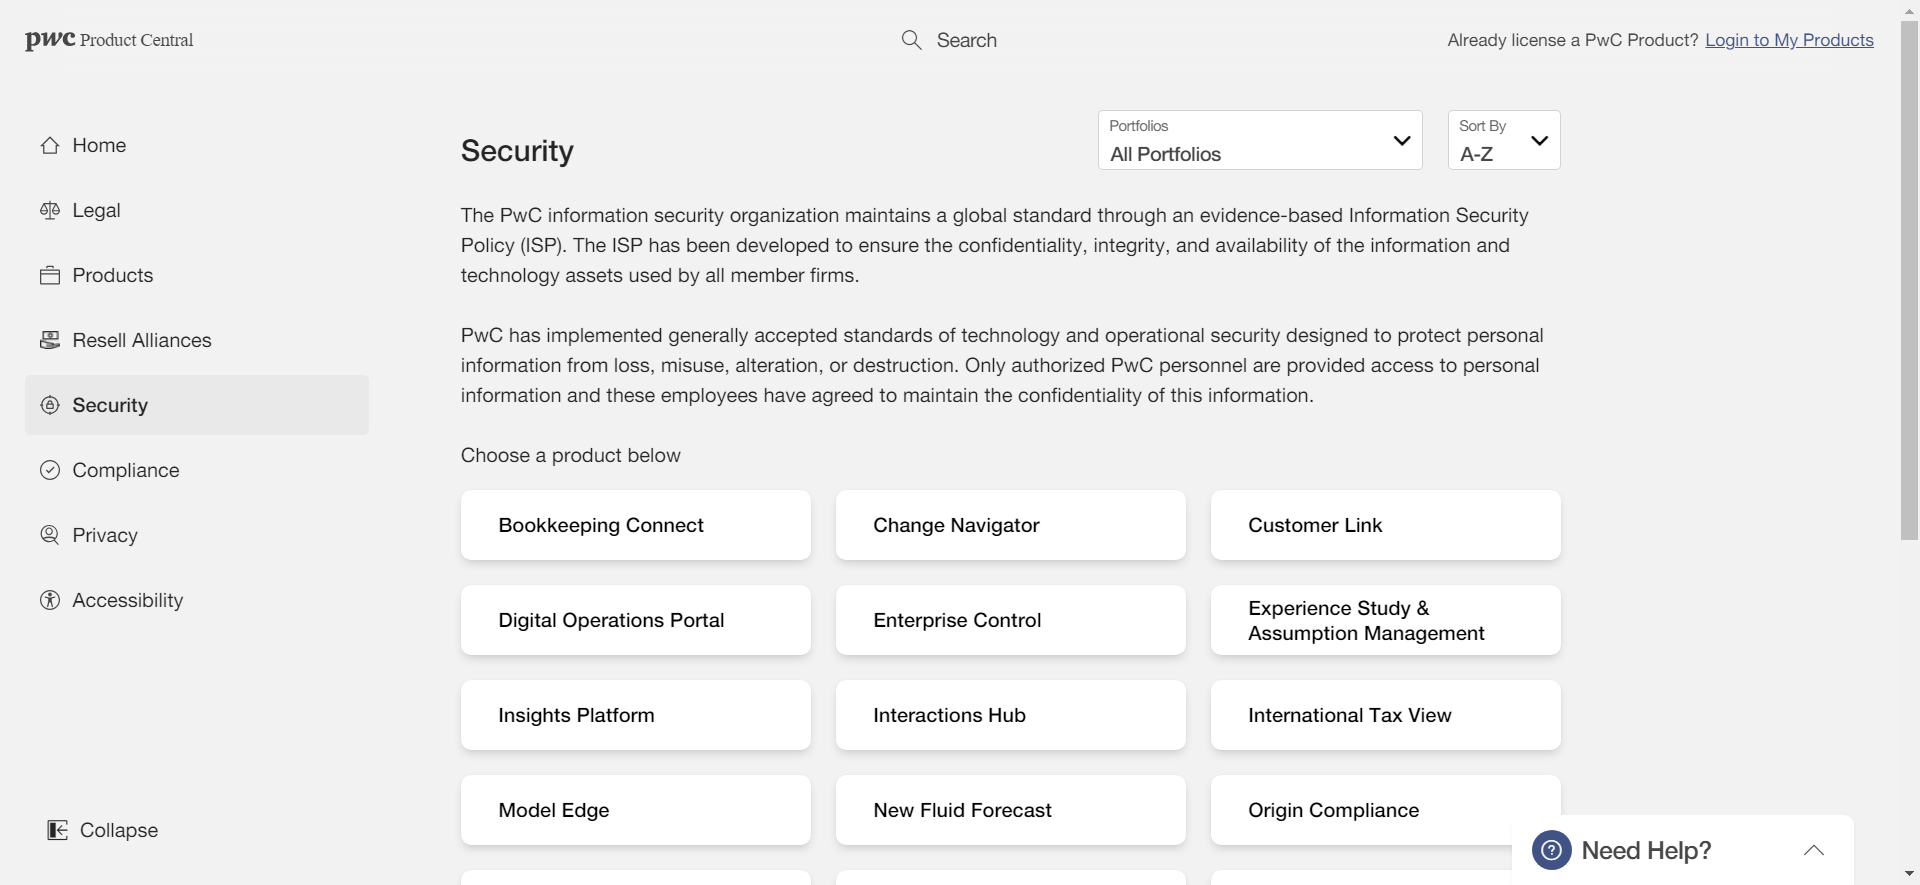 pwc Product Central
Search
Already license a PwC Product? Login to My Products
Home
Legal
Products
Resell Alliances
Security
Compliance
Privacy
Accessibility
Collapse
Security
Portfolios
All Portfolios
Sort By
A-Z
The PwC information security organization maintains a global standard through an evidence-based Information Security
Policy (ISP). The ISP has been developed to ensure the confidentiality, integrity, and availability of the information and
technology assets used by all member firms.
PwC has implemented generally accepted standards of technology and operational security designed to protect personal
information from loss, misuse, alteration, or destruction. Only authorized PwC personnel are provided access to personal
information and these employees have agreed to maintain the confidentiality of this information.
Choose a product below
Bookkeeping Connect
Change Navigator
Customer Link
Digital Operations Portal
Enterprise Control
Experience Study &
Assumption Management
Insights Platform
Interactions Hub
International Tax View
Model Edge
New Fluid Forecast
Origin Compliance
Need Help?